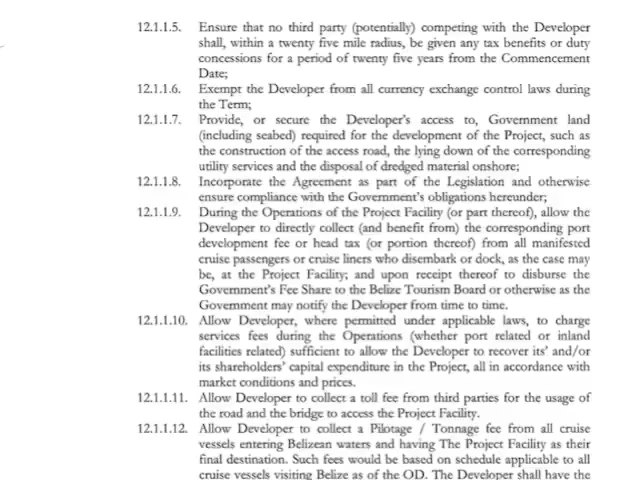 12.1.1.5. Ensure that no third party (potentially) competing with the Developer
shall, within a twenty five mile radius, be given any tax benefits or duty
concessions for a period of twenty five years from the Commencement
Date;
12.1.1.6. Exempt the Developer from all currency exchange control laws during
the Term;
12.1.1.7. Provide, or secure the Developer's access to, Government land
(including seabed) required for the development of the Project, such as
the construction of the access road, the lying down of the corresponding
utility services and the disposal of dredged material onshore;
12.1.1.8. Incorporate the Agreement as part of the Legislation and otherwise
ensure compliance with the Government's obligations hereunder;
12.1.1.9. During the Operations of the Project Facility (or part thereof), allow the
Developer to directly collect (and benefit from) the corresponding port
development fee or head tax (or portion thereof) from all manifested
cruise passengers or cruise liners who disembark or dock, as the case may
be, at the Project Facility; and upon receipt thereof to disburse the
Government's Fee Share to the Belize Tourism Board or otherwise as the
Government may notify the Developer from time to time.
12.1.1.10. Allow Developer, where permitted under applicable laws, to charge
services fees during the Operations (whether port related or inland
facilities related) sufficient to allow the Developer to recover its' and/or
its shareholders' capital expenditure in the Project, all in accordance with
market conditions and prices.
12.1.1.11. Allow Developer to collect a toll fee from third parties for the usage of
the road and the bridge to access the Project Facility.
12.1.1.12. Allow Developer to collect a Pilotage / Tonnage fee from all cruise
vessels entering Belizean waters and having The Project Facility as their
final destination. Such fees would be based on schedule applicable to all
cruise vessels visiting Belize as of the OD. The Developer shall have the